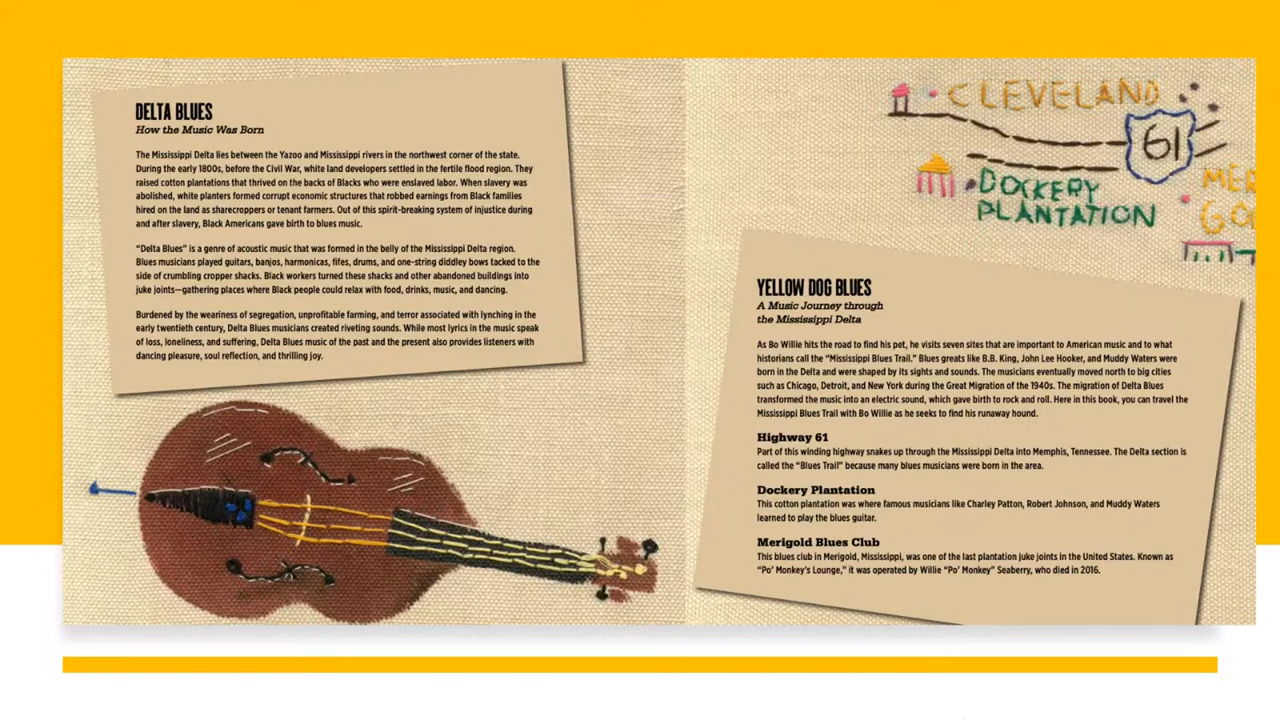 DELTA BLUES
How the Music Was Born
The Mississippi Delta lies between the Yazoo and Mississippi rivers in the northwest corner of the state.
During the early 1800s, before the Civil War, white land developers settled in the fertile flood region. They
raised cotton plantations that thrived on the backs of Blacks who were enslaved labor. When slavery was
abolished, white planters formed corrupt economic structures that robbed earnings from Black families
hired on the land as sharecroppers or tenant farmers. Out of this spirit-breaking system of injustice during
and after slavery, Black Americans gave birth to blues music.
“Delta Blues” is a genre of acoustic music that was formed in the belly of the Mississippi Delta region.
Blues musicians played guitars, banjos, harmonicas, fifes, drums, and one-string diddley bows tacked to the
side of crumbling cropper shacks. Black workers turned these shacks and other abandoned buildings into
juke joints—gathering places where Black people could relax with food, drinks, music, and dancing.
Burdened by the weariness of segregation, unprofitable farming, and terror associated with lynching in the
early twentieth century, Delta Blues musicians created riveting sounds. While most lyrics in the music speak
of loss, loneliness, and suffering, Delta Blues music of the past and the present also provides listeners with
dancing pleasure, soul reflection, and thrilling joy.
CLEVELAND
61
DOCKERY
PLANTATION
MER
GO
YELLOW DOG BLUES
A Music Journey through
the Mississippi Delta
As Bo Willie hits the road to find his pet, he visits seven sites that are important to American music and to what
historians call the “Mississippi Blues Trail.” Blues greats like B.B. King, John Lee Hooker, and Muddy Waters were
born in the Delta and were shaped by its sights and sounds. The musicians eventually moved north to big cities
such as Chicago, Detroit, and New York during the Great Migration of the 1940s. The migration of Delta Blues
transformed the music into an electric sound, which gave birth to rock and roll. Here in this book, you can travel the
Mississippi Blues Trail with Bo Willie as he seeks to find his runaway hound.
Highway 61
Part of this winding highway snakes up through the Mississippi Delta into Memphis, Tennessee. The Delta section is
called the “Blues Trail” because many blues musicians were born in the area.
Dockery Plantation
This cotton plantation was where famous musicians like Charley Patton, Robert Johnson, and Muddy Waters
learned to play the blues guitar.
Merigold Blues Club
This blues club in Merigold, Mississippi, was one of the last plantation juke joints in the United States. Known as
“Po’ Monkey’s Lounge,” it was operated by Willie “Po’ Monkey” Seaberry, who died in 2016.